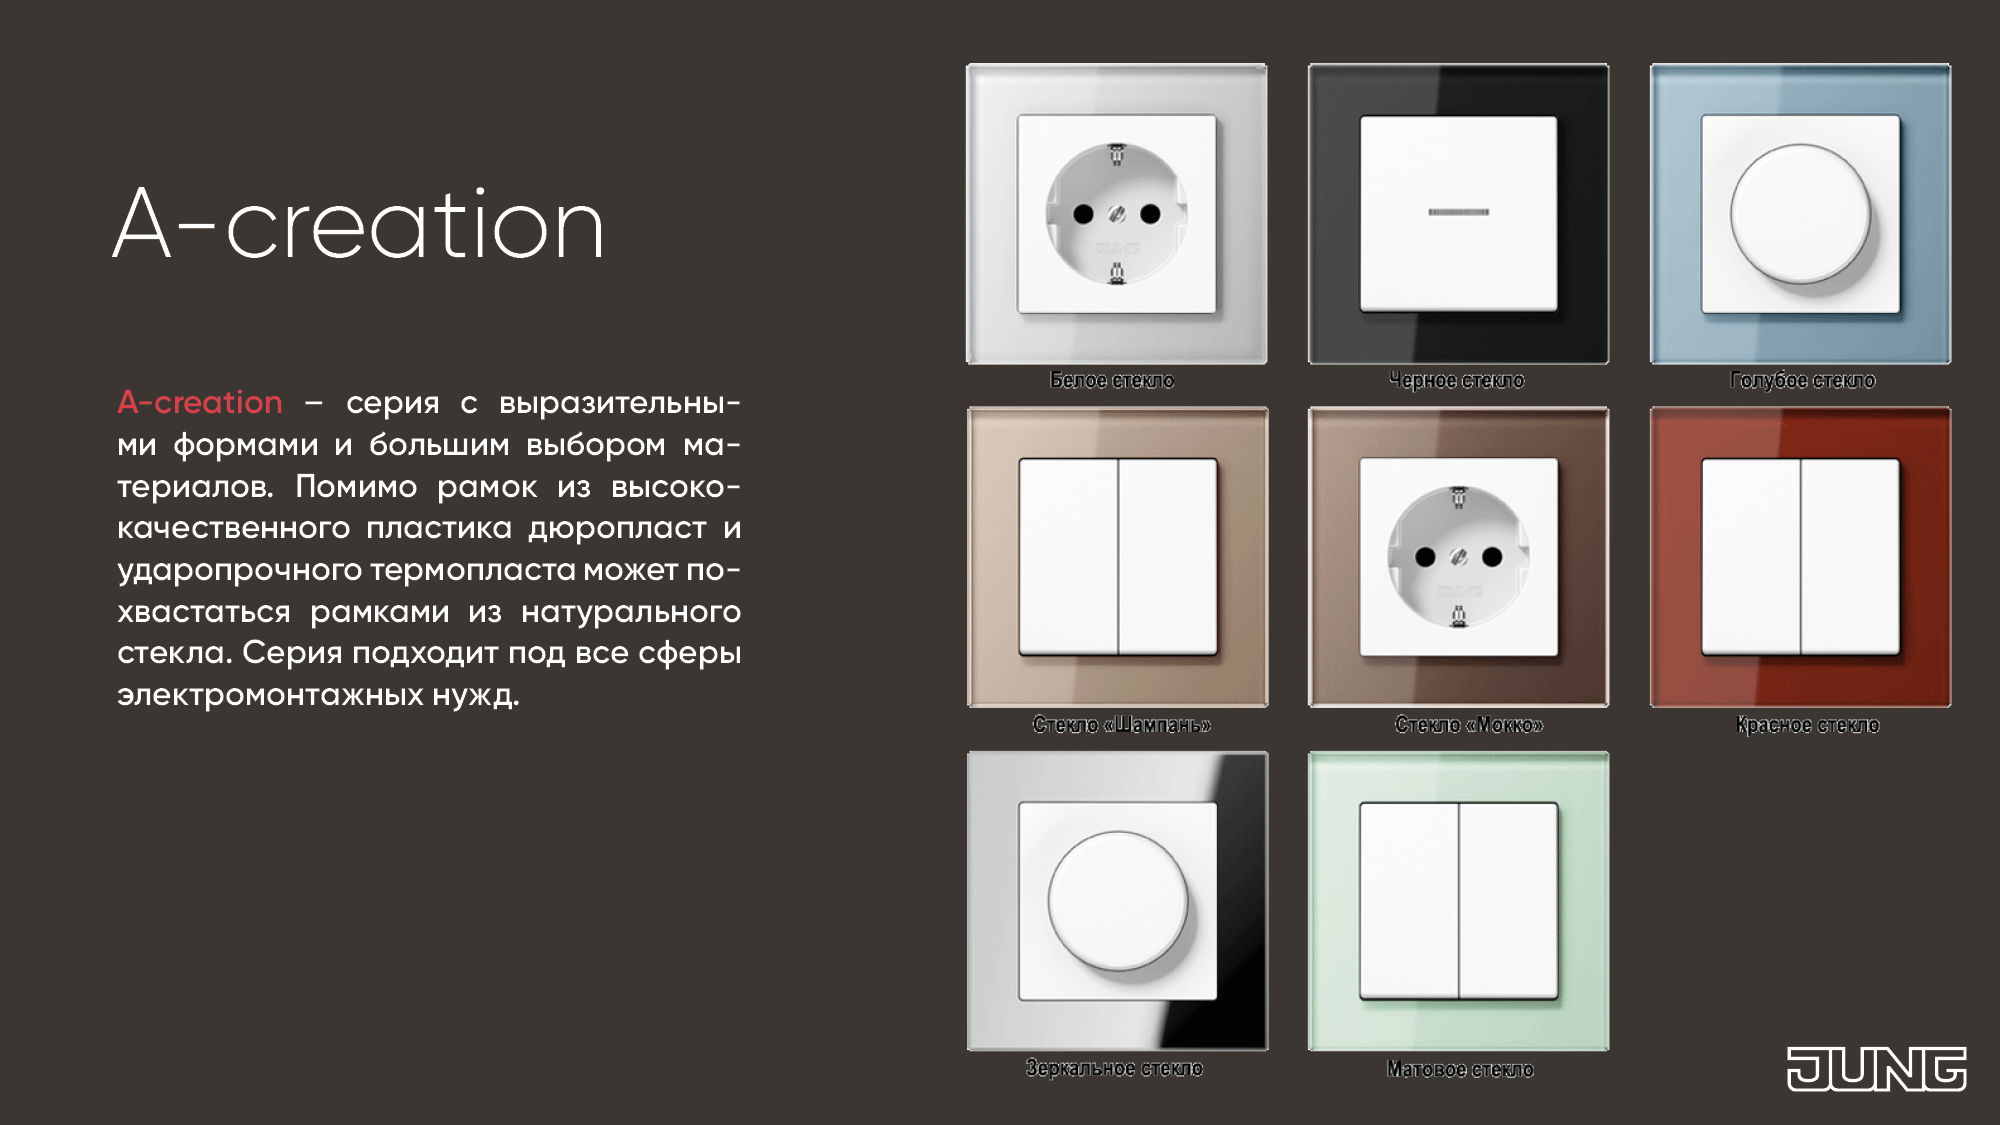 A-creation
A-creation – серия с выразительны-
ми формами и большим выбором ма-
териалов. Помимо рамок из высоко-
качественного пластика дюропласт и
ударопрочного термопласта может по-
хвастаться рамками из натурального
стекла. Серия подходит под все сферы
электромонтажных нужд.
Белое стекло
Черное стекло
Голубое стекло
Стекло «Шампань»
Стекло «Мокко»
Красное стекло
Зеркальное стекло
Матовое стекло
JUNG